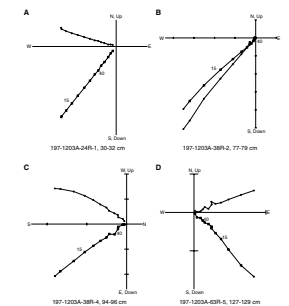 A
N, Up
W
E
40
15
S, Down
197-1203A-24R-1, 30-32 cm
B
N, Up
W
E
40
15
S, Down
197-1203A-38R-2, 77-79 cm
C
W, Up
S
N
40
15
E, Down
197-1203A-38R-4, 94-96 cm
D
N, Up
W
E
40
15
S, Down
197-1203A-63R-5, 127-129 cm